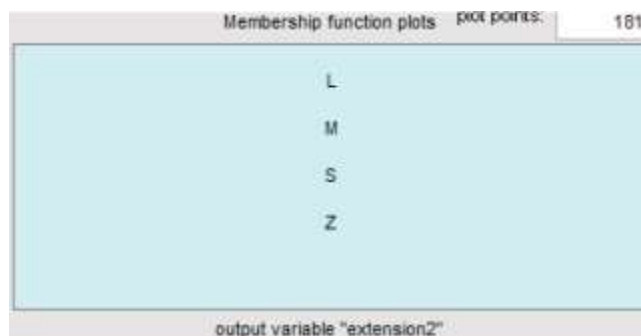 Membership function plots plot points: 181
L
M
S
Z
output variable "extension2"